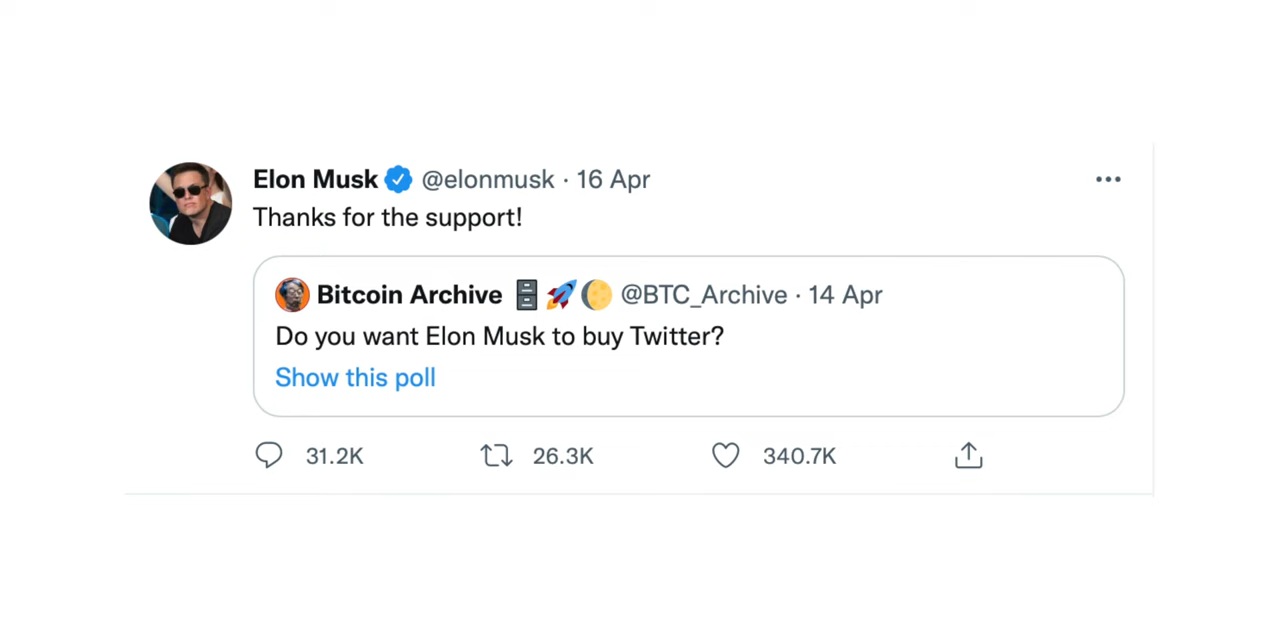 Elon Musk @elonmusk · 16 Apr
Thanks for the support!
Bitcoin Archive 🗄️🚀🌖 @BTC_Archive · 14 Apr
Do you want Elon Musk to buy Twitter?
Show this poll
31.2K 26.3K 340.7K